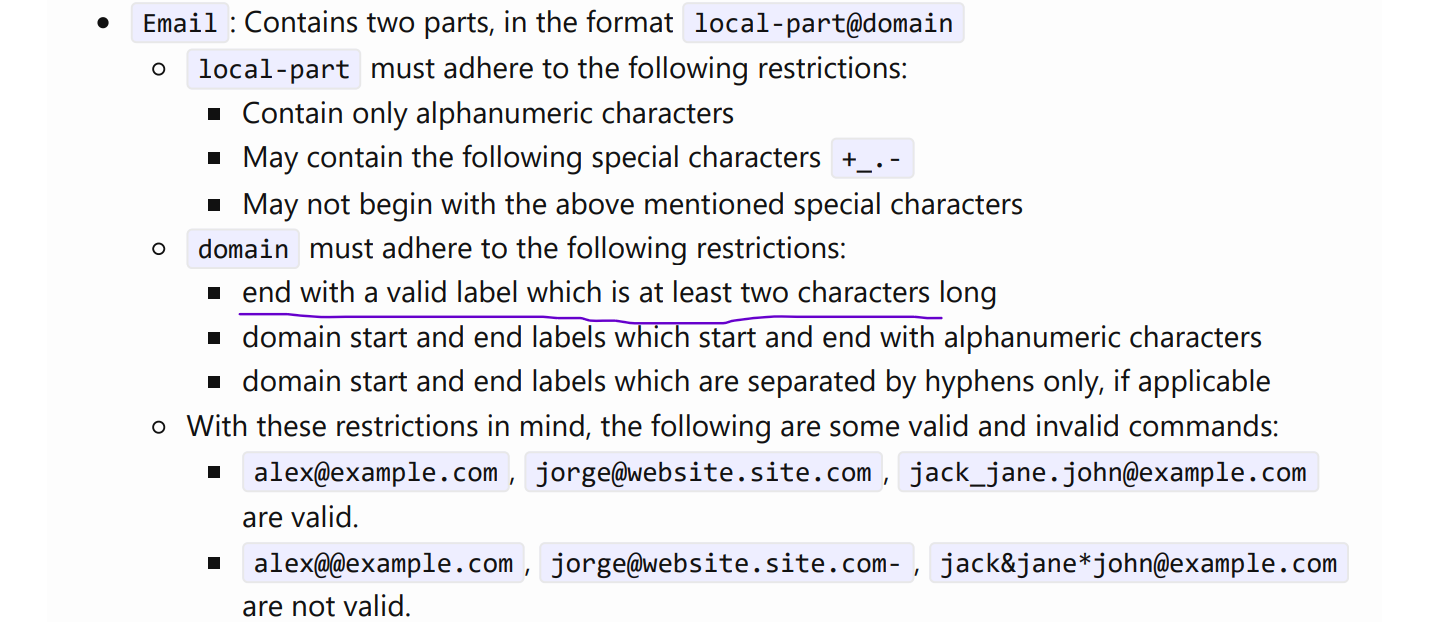 Email: Contains two parts, in the format local-part@domain
local-part must adhere to the following restrictions:
Contain only alphanumeric characters
May contain the following special characters +_.-
May not begin with the above mentioned special characters
domain must adhere to the following restrictions:
end with a valid label which is at least two characters long
domain start and end labels which start and end with alphanumeric characters
domain start and end labels which are separated by hyphens only, if applicable
With these restrictions in mind, the following are some valid and invalid commands:
alex@example.com, jorge@website.site.com, jack_jane.john@example.com
are valid.
alex@@example.com, jorge@website.site.com-, jack&jane*john@example.com
are not valid.